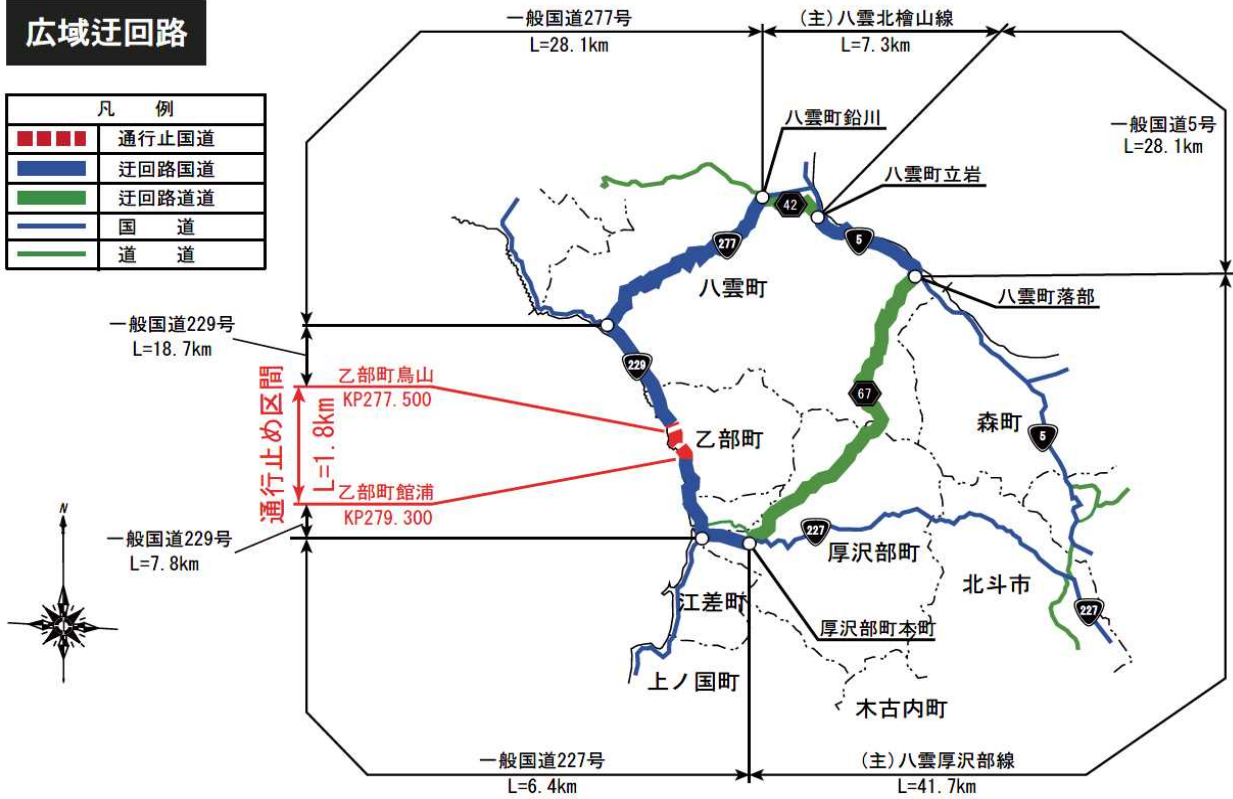 広域迂回路
凡 例
通行止国道
迂回路国道
迂回路道道
国 道
道 道
一般国道277号
L=28.1km
(主)八雲北檜山線
L=7.3km
一般国道5号
L=28.1km
八雲町鉛川
八雲町立岩
八雲町落部
42
5
277
八雲町
一般国道229号
L=18.7km
229
通行止め区間
L=1.8km
乙部町鳥山
KP277.500
乙部町館浦
KP279.300
乙部町
67
森町
5
一般国道229号
L=7.8km
N
227
厚沢部町
北斗市
227
江差町
厚沢部町本町
上ノ国町
木古内町
一般国道227号
L=6.4km
(主)八雲厚沢部線
L=41.7km